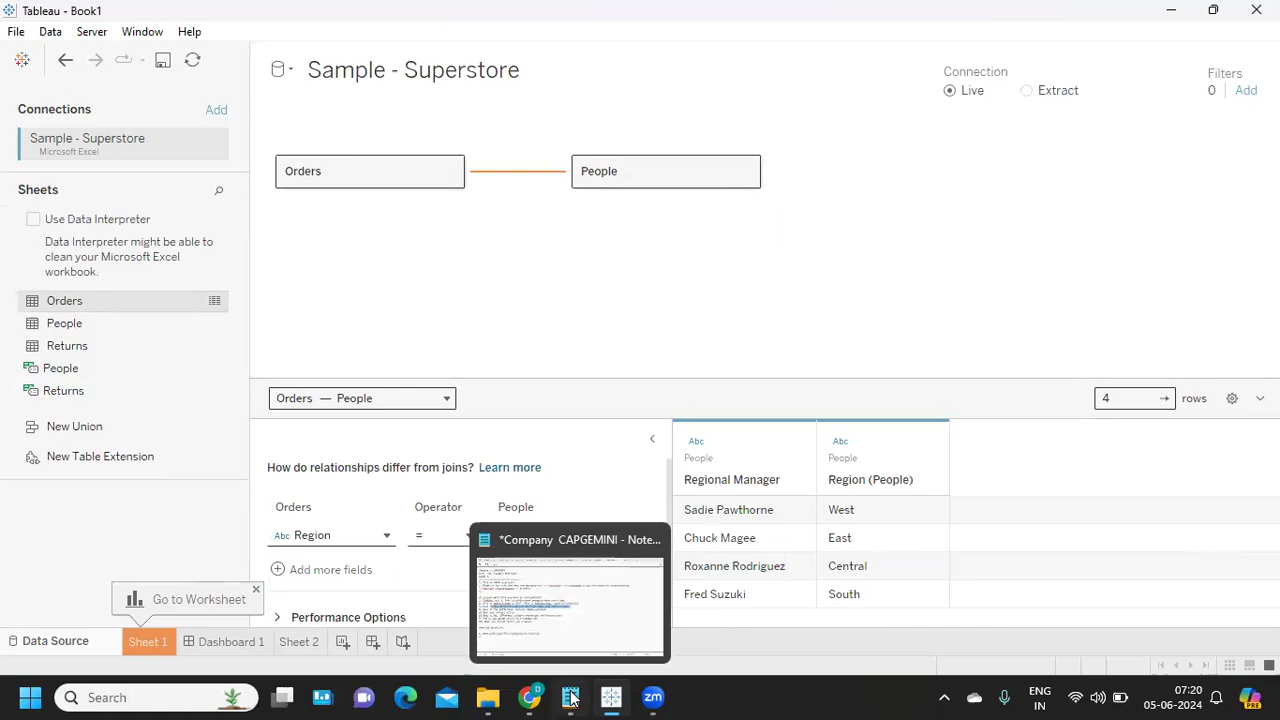 Tableau - Book1
File Data Server Window Help
Sample - Superstore
Connection
Live
Extract
Filters
0 Add
Connections Add
Sample - Superstore
Microsoft Excel
Sheets
Use Data Interpreter
Data Interpreter might be able to
clean your Microsoft Excel
workbook.
Orders
People
Returns
People
Returns
New Union
New Table Extension
Orders
People
Orders — People
4 rows
How do relationships differ from joins? Learn more
Orders Operator People
Abc Region =
Add more fields
Performance Options
Abc Abc
People People
Regional Manager Region (People)
Sadie Pawthorne West
Chuck Magee East
Roxanne Rodriguez Central
Fred Suzuki South
*Company CAPGEMINI - Note...
Go to Works
Data Source Sheet 1 Dashboard 1 Sheet 2
Search
zm
IN
07:20
05-06-2024
PRE